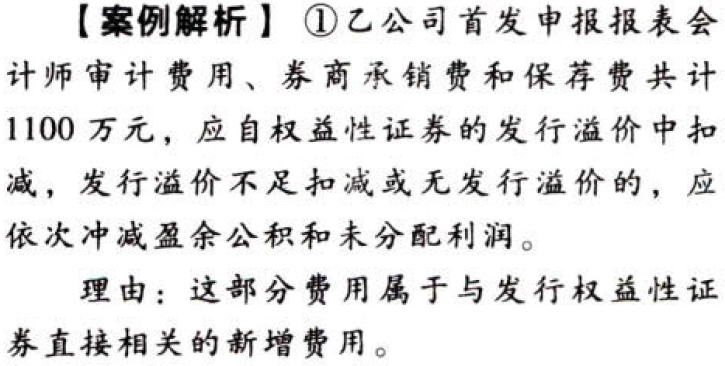 【案例解析】 ①乙公司首发申报报表会
计师审计费用、券商承销费和保荐费共计
1100 万元，应自权益性证券的发行溢价中扣
减，发行溢价不足扣减或无发行溢价的，应
依次冲减盈余公积和未分配利润。
理由：这部分费用属于与发行权益性证
券直接相关的新增费用。